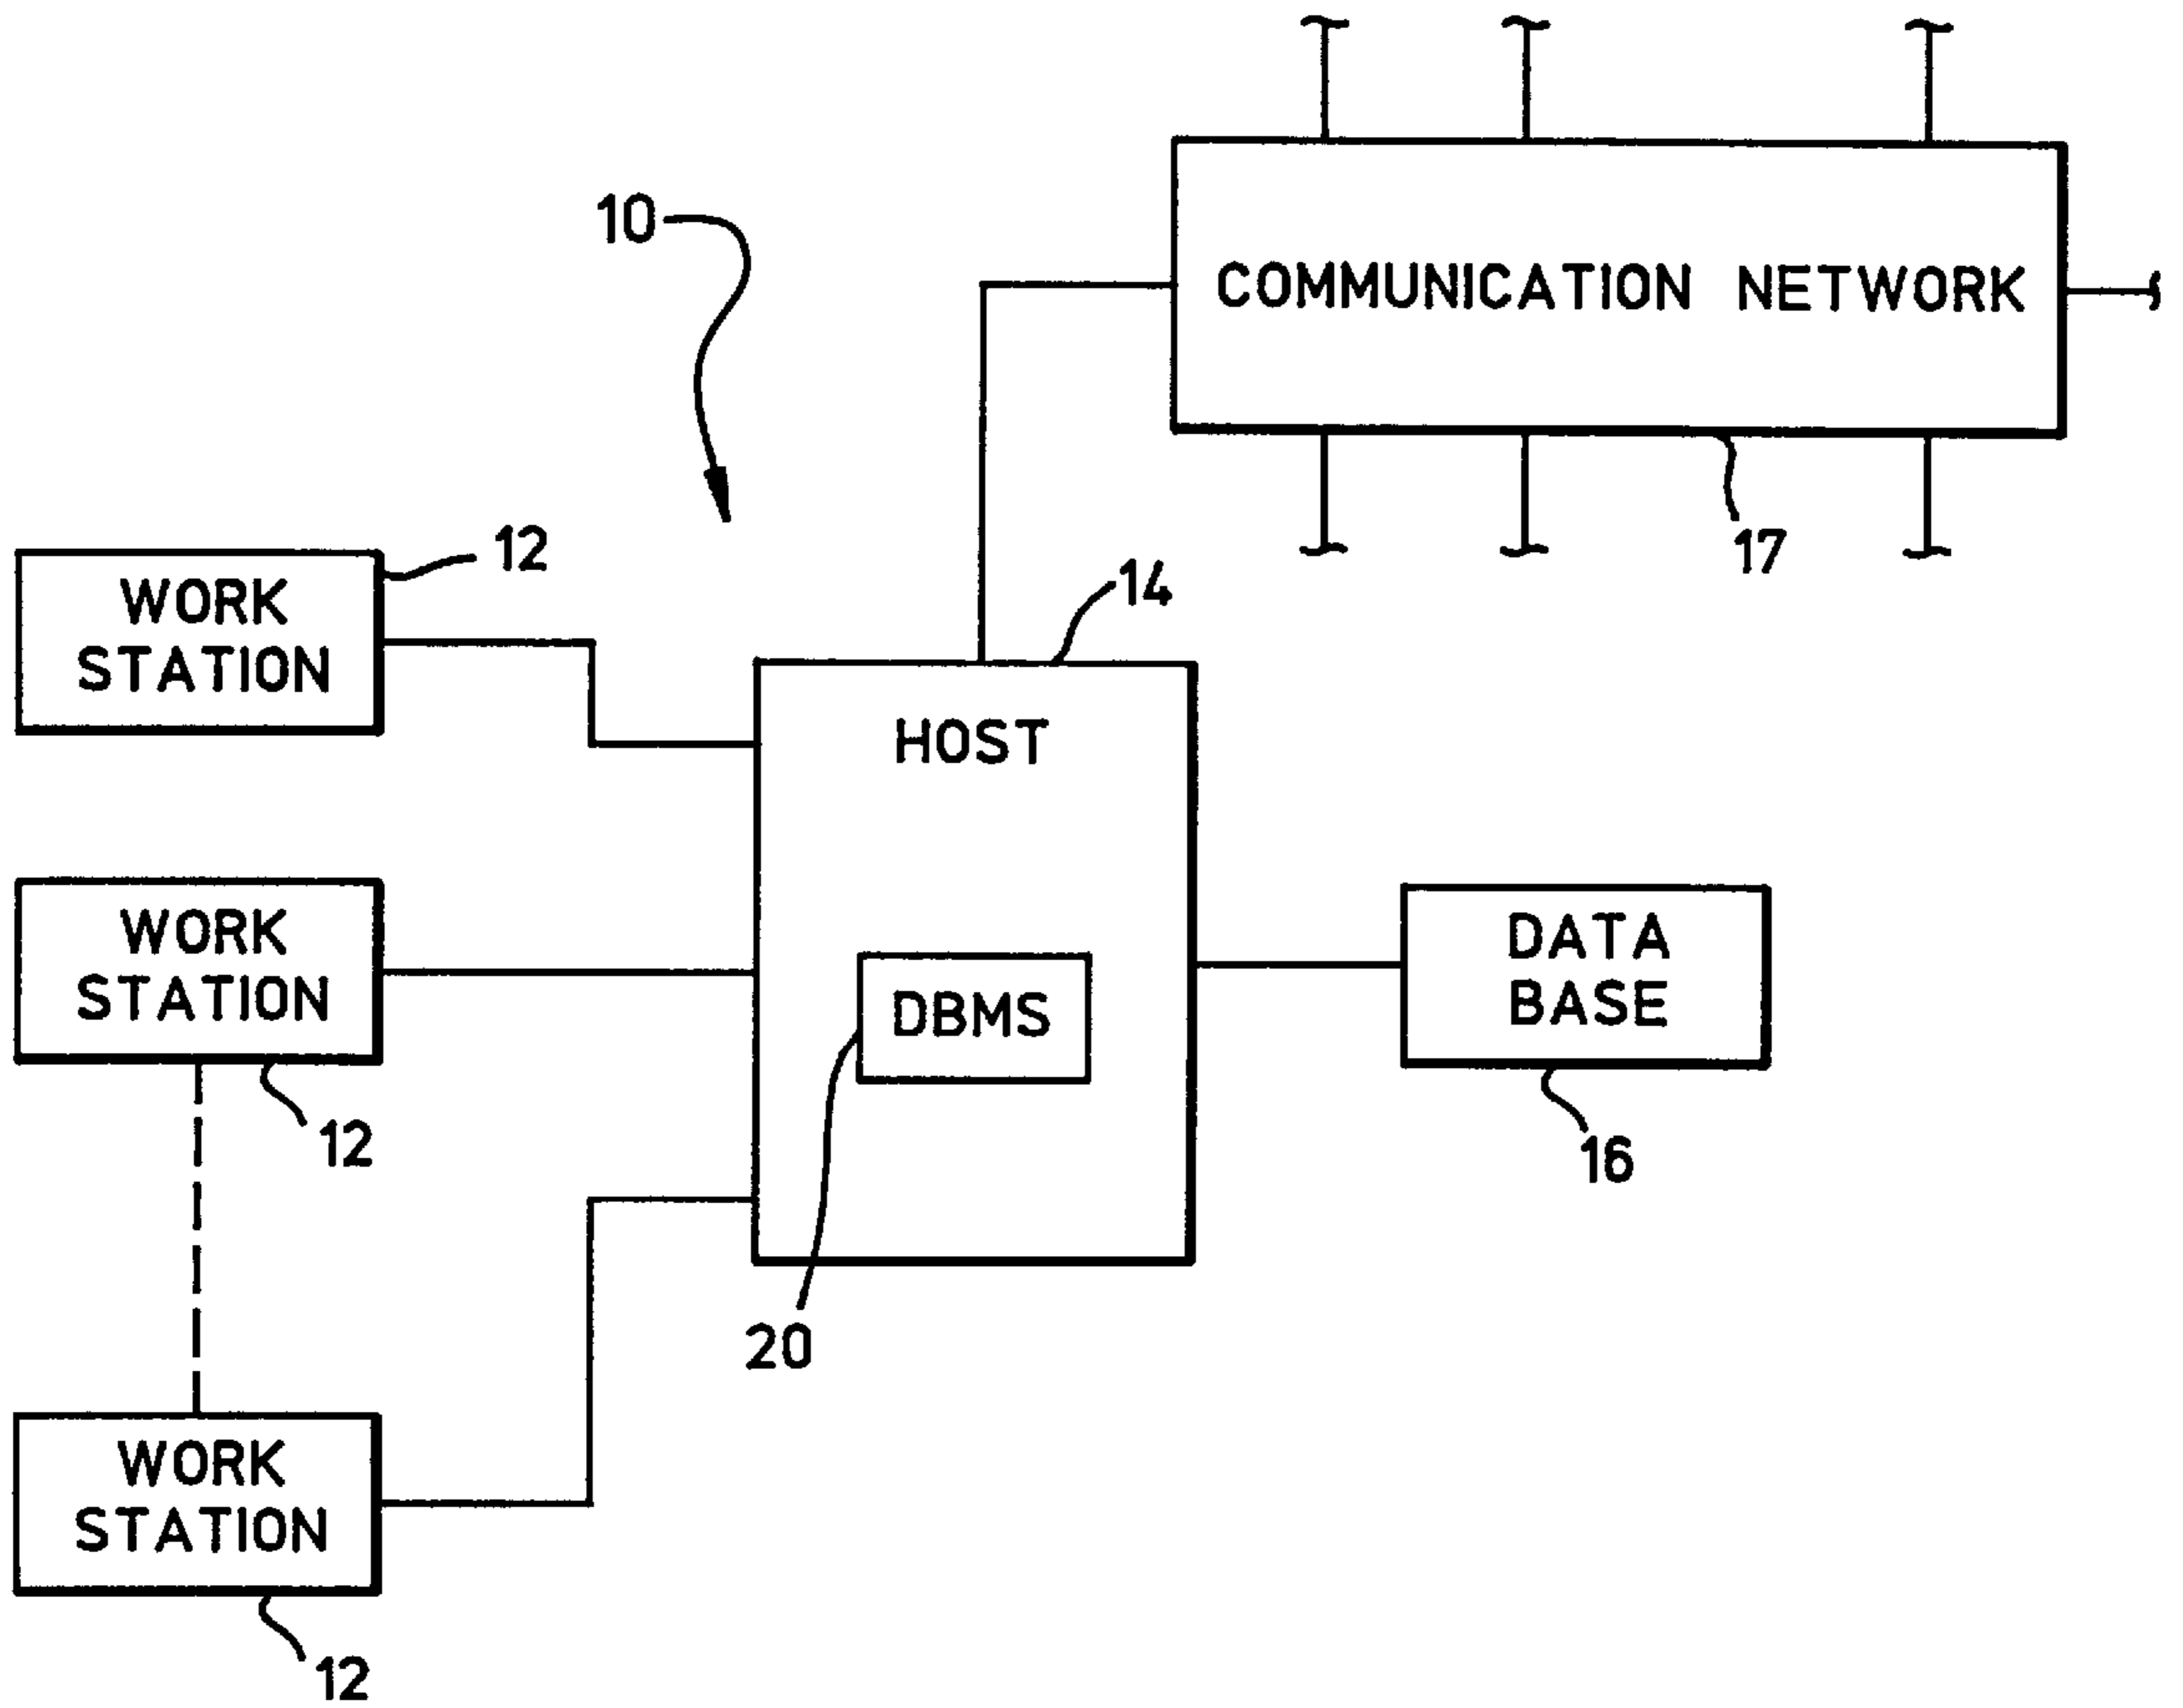 10
COMMUNICATION NETWORK
17
12
WORK
STATION
14
HOST
WORK
STATION
12
DBMS
20
DATA
BASE
16
WORK
STATION
12